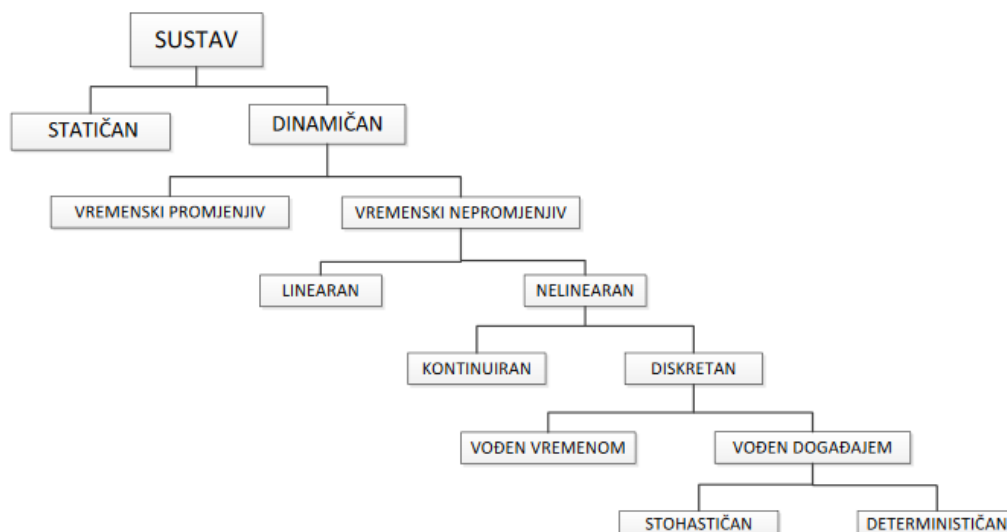 SUSTAV
STATIČAN
DINAMIČAN
VREMENSKI PROMJENJIV
VREMENSKI NEPROMJENJIV
LINEARAN
NELINEARAN
KONTINUIRAN
DISKRETAN
VOĐEN VREMENOM
VOĐEN DOGAĐAJEM
STOHASTIČAN
DETERMINISTIČAN